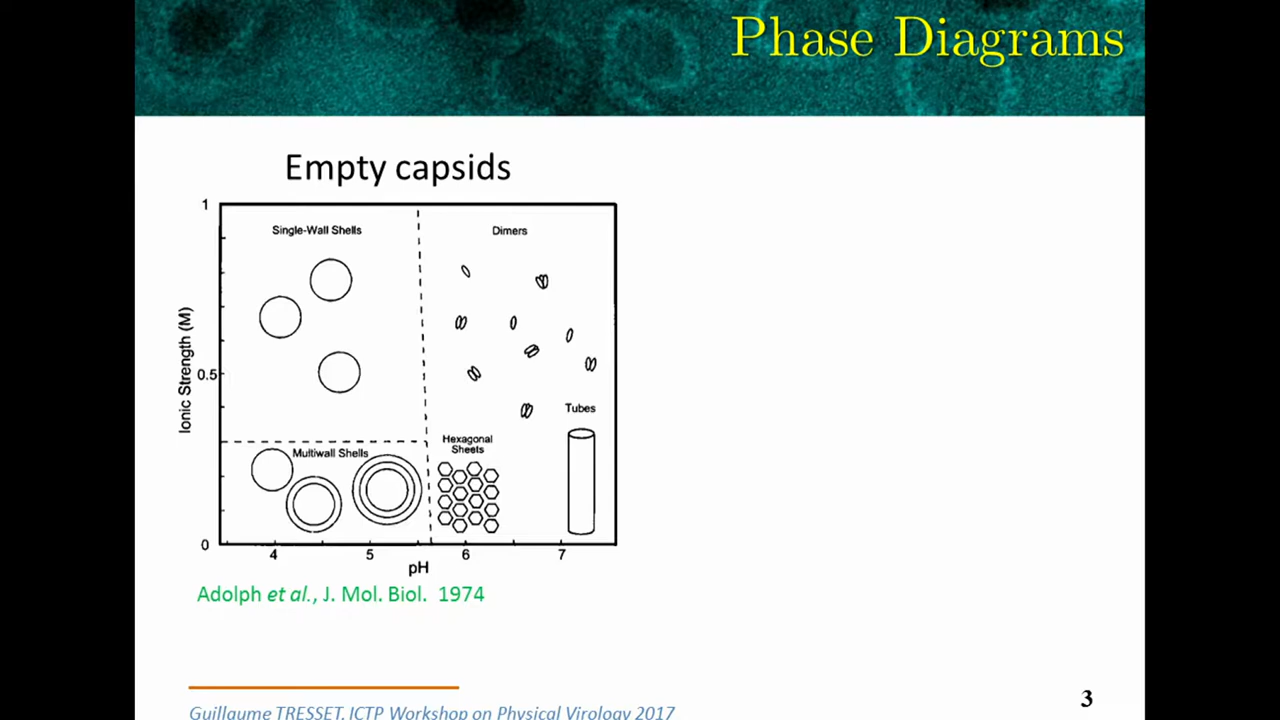 Phase Diagrams
Empty capsids
1
Single-Wall Shells
Dimers
Ionic Strength (M)
0.5
Tubes
Hexagonal
Sheets
Multiwall Shells
0
4 5 6 7
pH
Adolph et al., J. Mol. Biol. 1974
3
Guillaume TRESSET, ICTP Workshop on Physical Virology 2017